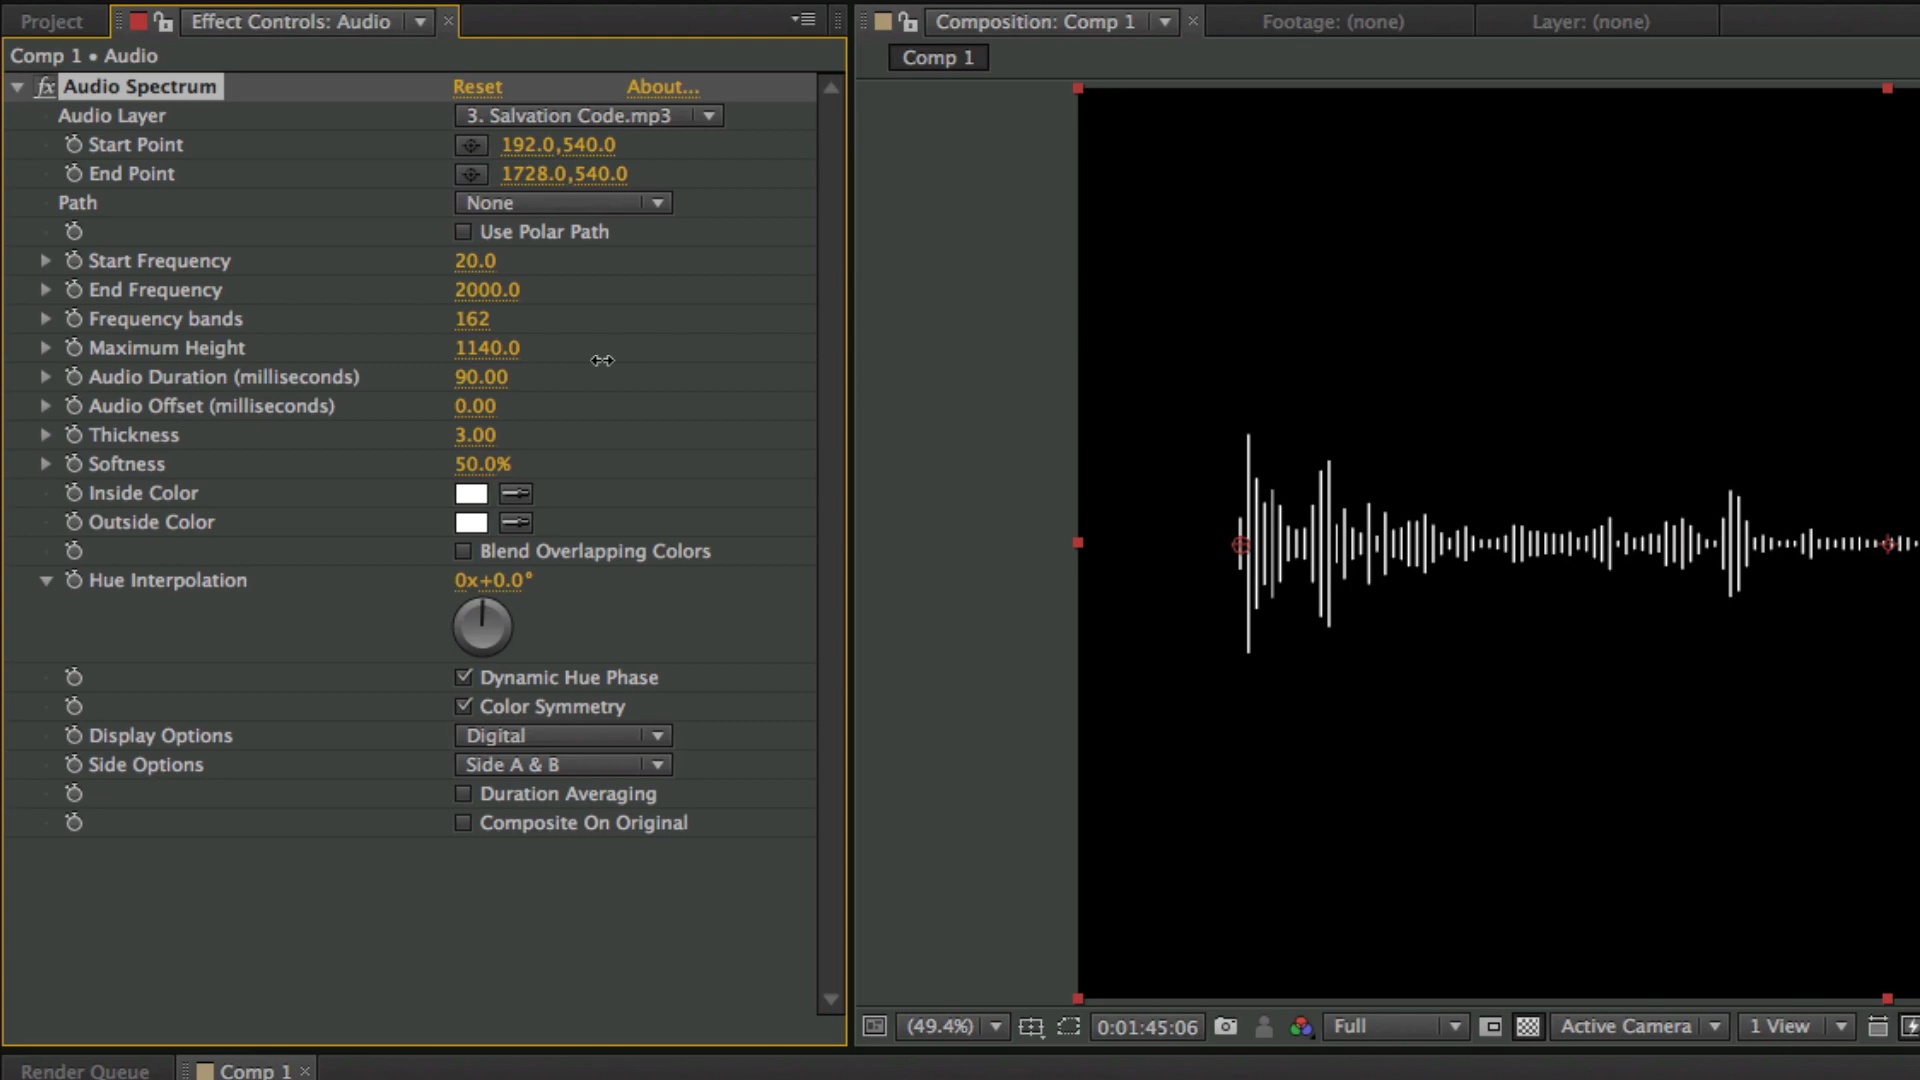 Project
Effect Controls: Audio
Comp 1 • Audio
fx Audio Spectrum Reset About...
Audio Layer 3. Salvation Code.mp3
Start Point 192.0,540.0
End Point 1728.0,540.0
Path None
Use Polar Path
Start Frequency 20.0
End Frequency 2000.0
Frequency bands 162
Maximum Height 1140.0
Audio Duration (milliseconds) 90.00
Audio Offset (milliseconds) 0.00
Thickness 3.00
Softness 50.0%
Inside Color
Outside Color
Blend Overlapping Colors
Hue Interpolation 0x+0.0°
Dynamic Hue Phase
Color Symmetry
Display Options Digital
Side Options Side A & B
Duration Averaging
Composite On Original
Composition: Comp 1
Footage: (none)
Layer: (none)
Comp 1
(49.4%) 0:01:45:06 Full Active Camera 1 View
Render Queue
Comp 1